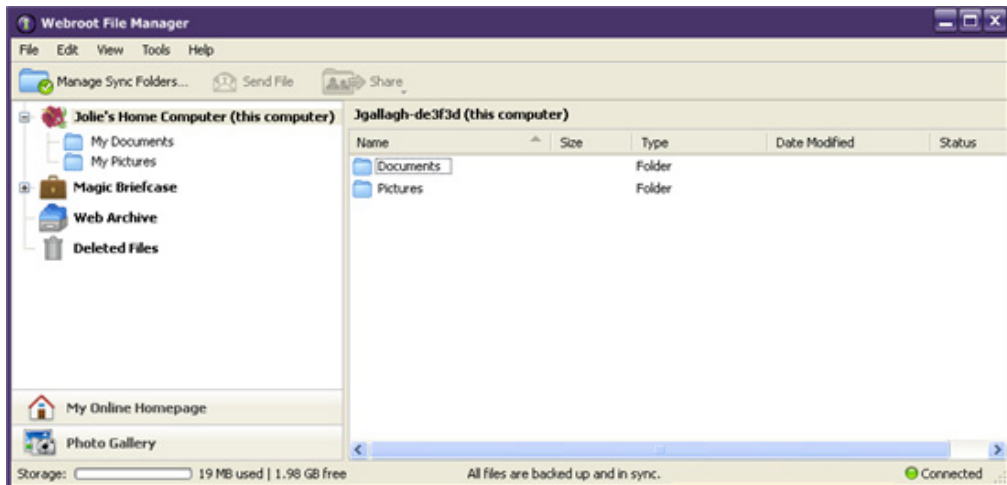 Webroot File Manager
File Edit View Tools Help
Manage Sync Folders... Send File Share
Jolie's Home Computer (this computer)
My Documents
My Pictures
Magic Briefcase
Web Archive
Deleted Files
My Online Homepage
Photo Gallery
Jgallagh-de3f3d (this computer)
Name Size Type Date Modified Status
Documents Folder
Pictures Folder
Storage: 19 MB used | 1.98 GB free All files are backed up and in sync. Connected